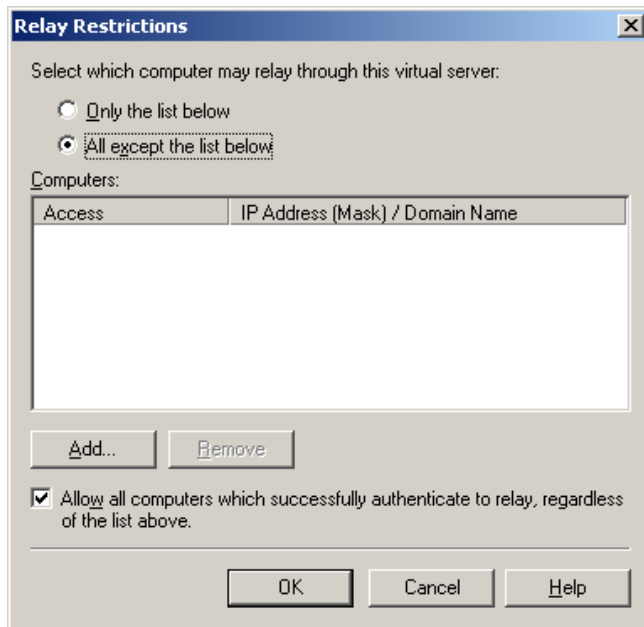 Relay Restrictions
Select which computer may relay through this virtual server:
Only the list below
All except the list below
Computers:
Access
IP Address (Mask) / Domain Name
Add...
Remove
Allow all computers which successfully authenticate to relay, regardless
of the list above.
OK
Cancel
Help